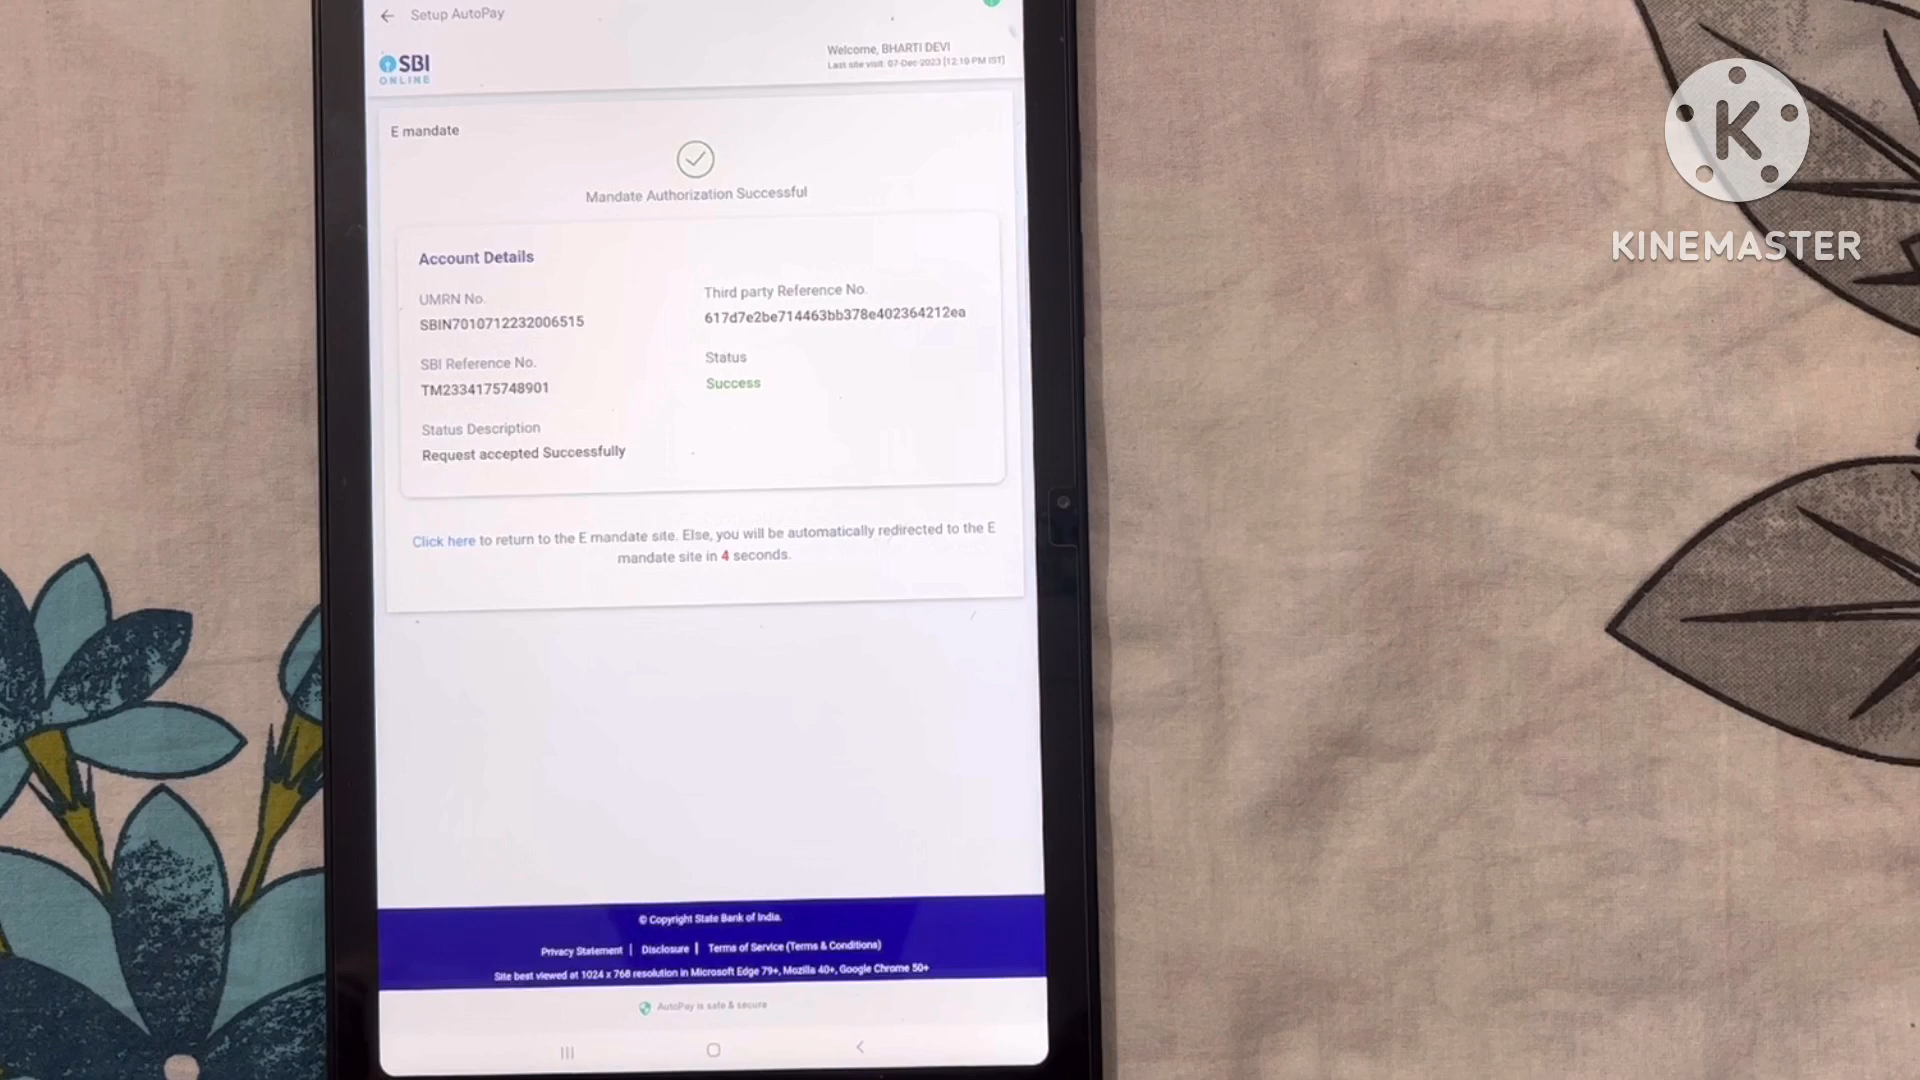 Setup AutoPay
SBI
ONLINE
Welcome, BHARTI DEVI
Last site visit: 07-Dec-2023 [12:10 PM IST]
E mandate
Mandate Authorization Successful
Account Details
UMRN No.
SBIN7010712232006515
Third party Reference No.
617d7e2be714463bb378e402364212ea
SBI Reference No.
TM2334175748901
Status
Success
Status Description
Request accepted Successfully
Click here to return to the E mandate site. Else, you will be automatically redirected to the E
mandate site in 4 seconds.
© Copyright State Bank of India.
Privacy Statement | Disclosure | Terms of Service (Terms & Conditions)
Site best viewed at 1024 x 768 resolution in Microsoft Edge 79+, Mozilla 40+, Google Chrome 50+
AutoPay is safe & secure
K
KINEMASTER